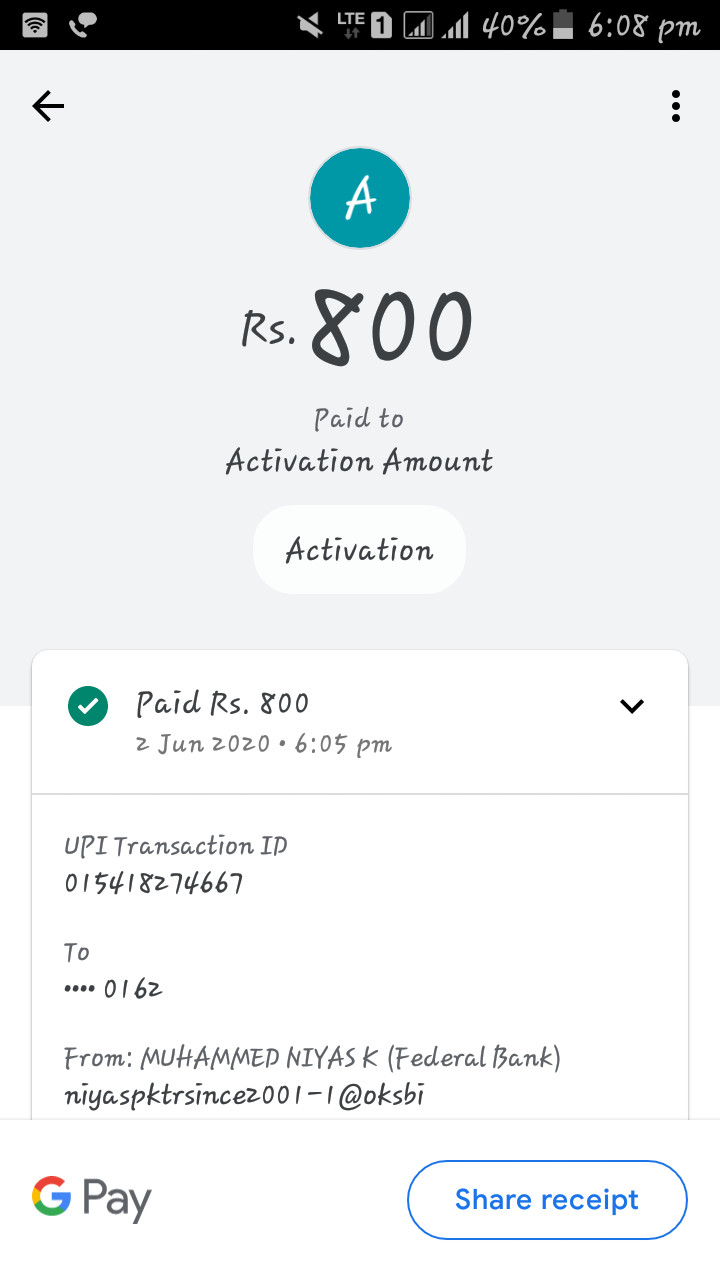 LTE 1 40% 6:08 pm
A
Rs. 800
Paid to
Activation Amount
Activation
Paid Rs. 800
2 Jun 2020 • 6:05 pm
UPI Transaction ID
015418274667
To
•••• 0162
From: MUHAMMED NIYAS K (Federal Bank)
niyaspktrsince2001-1@oksbi
G Pay
Share receipt